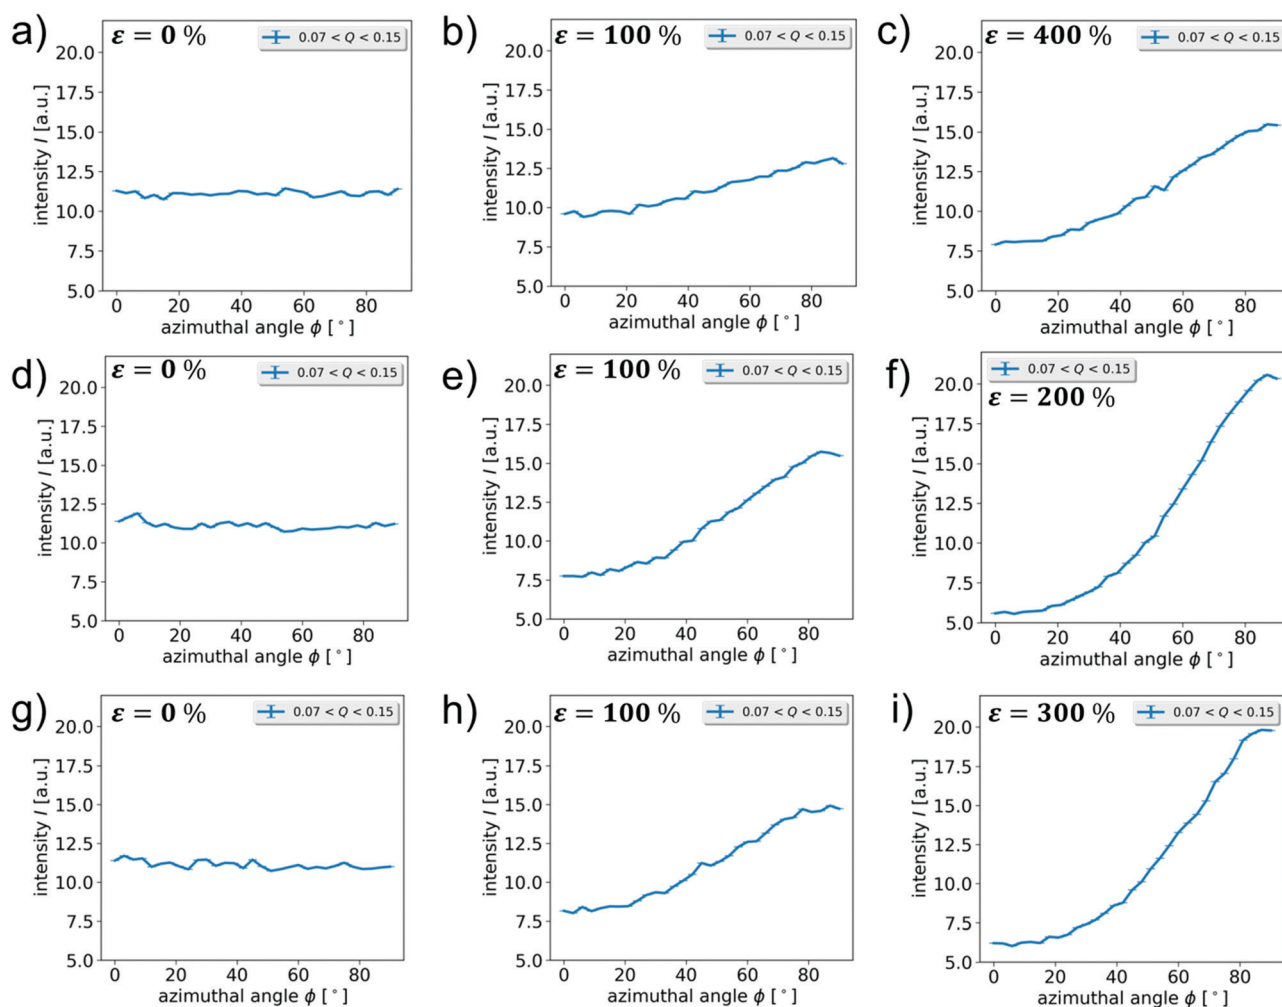 a)
ε = 0 %
0.07 < Q < 0.15
20.0
17.5
15.0
12.5
10.0
7.5
5.0
intensity I [a.u.]
0 20 40 60 80
azimuthal angle ϕ [°]
b)
ε = 100 %
0.07 < Q < 0.15
20.0
17.5
15.0
12.5
10.0
7.5
5.0
intensity I [a.u.]
0 20 40 60 80
azimuthal angle ϕ [°]
c)
ε = 400 %
0.07 < Q < 0.15
20.0
17.5
15.0
12.5
10.0
7.5
5.0
intensity I [a.u.]
0 20 40 60 80
azimuthal angle ϕ [°]
d)
ε = 0 %
0.07 < Q < 0.15
20.0
17.5
15.0
12.5
10.0
7.5
5.0
intensity I [a.u.]
0 20 40 60 80
azimuthal angle ϕ [°]
e)
ε = 100 %
0.07 < Q < 0.15
20.0
17.5
15.0
12.5
10.0
7.5
5.0
intensity I [a.u.]
0 20 40 60 80
azimuthal angle ϕ [°]
f)
0.07 < Q < 0.15
ε = 200 %
20.0
17.5
15.0
12.5
10.0
7.5
5.0
intensity I [a.u.]
0 20 40 60 80
azimuthal angle ϕ [°]
g)
ε = 0 %
0.07 < Q < 0.15
20.0
17.5
15.0
12.5
10.0
7.5
5.0
intensity I [a.u.]
0 20 40 60 80
azimuthal angle ϕ [°]
h)
ε = 100 %
0.07 < Q < 0.15
20.0
17.5
15.0
12.5
10.0
7.5
5.0
intensity I [a.u.]
0 20 40 60 80
azimuthal angle ϕ [°]
i)
ε = 300 %
0.07 < Q < 0.15
20.0
17.5
15.0
12.5
10.0
7.5
5.0
intensity I [a.u.]
0 20 40 60 80
azimuthal angle ϕ [°]